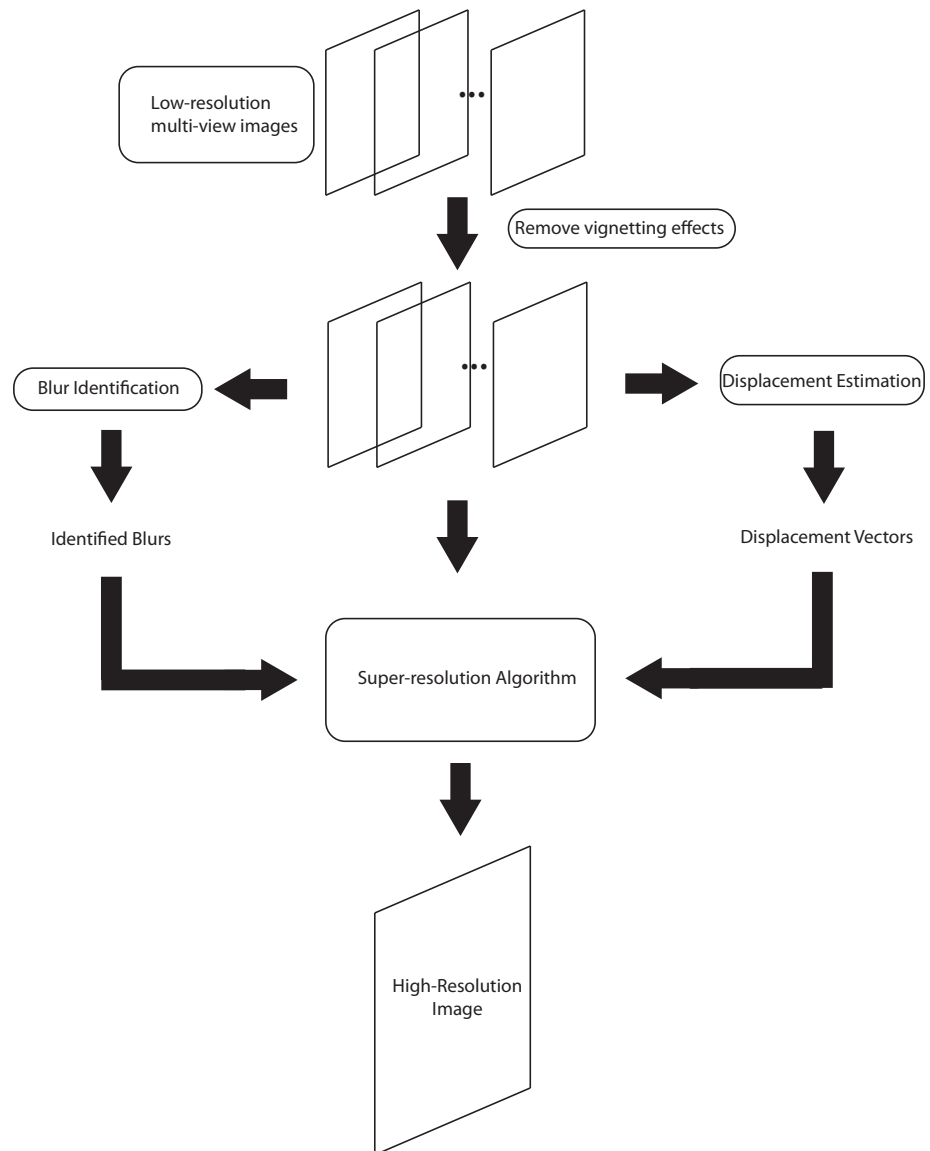 Low-resolution
multi-view images
Remove vignetting effects
Blur Identification
Displacement Estimation
Identified Blurs
Displacement Vectors
Super-resolution Algorithm
High-Resolution
Image